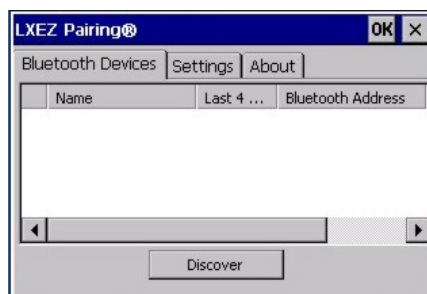 LXEZ Pairing® OK ×
Bluetooth Devices Settings About
Name Last 4 ... Bluetooth Address
Discover